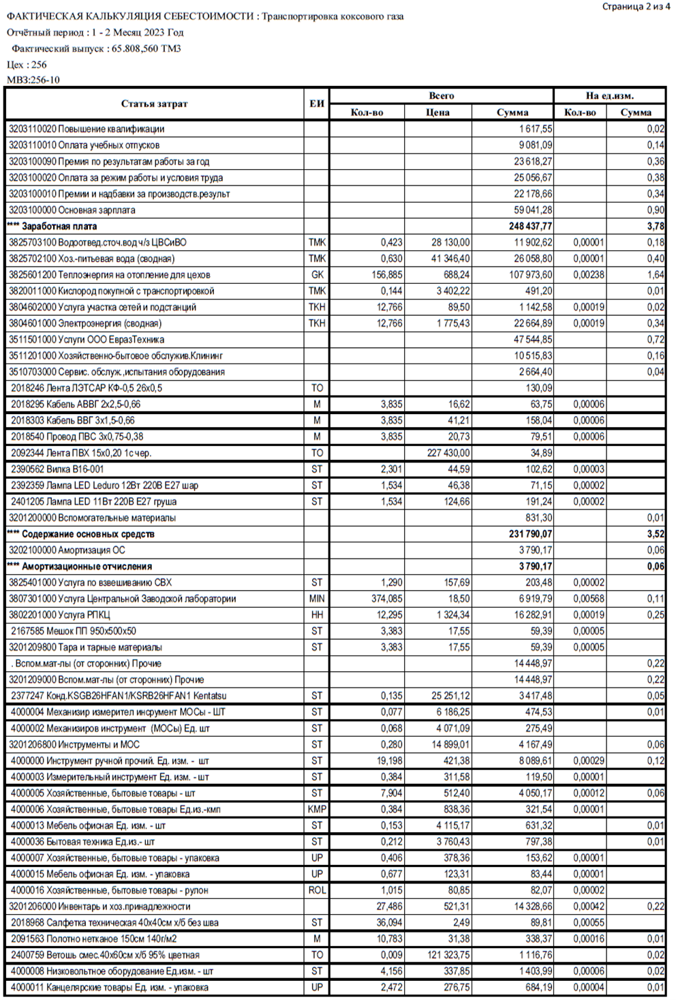 Страница 2 из 4
ФАКТИЧЕСКАЯ КАЛЬКУЛЯЦИЯ СЕБЕСТОИМОСТИ : Транспортировка коксового газа
Отчётный период : 1 - 2 Месяц 2023 Год
Фактический выпуск : 65.808,560 ТМ3
Цех : 256
МВЗ:256-10
Статья затрат ЕИ Всего На ед.изм.
Кол-во Цена Сумма Кол-во Сумма
3203110020 Повышение квалификации 1 617,55 0,02
3203110010 Оплата учебных отпусков 9 081,09 0,14
3203100090 Премия по результатам работы за год 23 618,27 0,36
3203100020 Оплата за режим работы и условия труда 25 056,67 0,38
3203100010 Премии и надбавки за производств.результ 22 178,66 0,34
3203100000 Основная зарплата 59 041,28 0,90
**** Заработная плата 248 437,77 3,78
3825703100 Водоотвед.сточ.вод ч/з ЦВСиВО ТМК 0,423 28 130,00 11 902,62 0,00001 0,18
3825702100 Хоз.-питьевая вода (сводная) ТМК 0,630 41 346,40 26 058,80 0,00001 0,40
3825601200 Теплоэнергия на отопление для цехов GK 156,885 688,24 107 973,60 0,00238 1,64
3820011000 Кислород покупной с транспортировкой ТМК 0,144 3 402,22 491,20 0,01
3804602000 Услуга участка сетей и подстанций TKH 12,766 89,50 1 142,58 0,00019 0,02
3804601000 Электроэнергия (сводная) TKH 12,766 1 775,43 22 664,89 0,00019 0,34
3511501000 Услуги ООО ЕвразТехника 47 544,85 0,72
3511201000 Хозяйственно-бытовое обслужив.Клининг 10 515,83 0,16
3510703000 Сервис. обслуж.,испытания оборудования 2 664,40 0,04
2018246 Лента ЛЭТСАР КФ-0,5 26х0,5 TO 130,09
2018295 Кабель АВВГ 2х2,5-0,66 M 3,835 16,62 63,75 0,00006
2018303 Кабель ВВГ 3х1,5-0,66 M 3,835 41,21 158,04 0,00006
2018540 Провод ПВС 3х0,75-0,38 M 3,835 20,73 79,51 0,00006
2092344 Лента ПВХ 15х0,20 1с чер. TO 227 430,00 34,89
2390562 Вилка В16-001 ST 2,301 44,59 102,62 0,00003
2392359 Лампа LED Leduro 12Вт 220В Е27 шар ST 1,534 46,38 71,15 0,00002
2401205 Лампа LED 11Вт 220В Е27 груша ST 1,534 124,66 191,24 0,00002
3201200000 Вспомогательные материалы 831,30 0,01
**** Содержание основных средств 231 790,07 3,52
3202100000 Амортизация ОС 3 790,17 0,06
**** Амортизационные отчисления 3 790,17 0,06
3825401000 Услуга по взвешиванию СВХ ST 1,290 157,69 203,48 0,00002
3807301000 Услуга Центральной Заводской лаборатории MIN 374,085 18,50 6 919,79 0,00568 0,11
3802201000 Услуга РПКЦ HH 12,295 1 324,34 16 282,91 0,00019 0,25
2167585 Мешок ПП 950х500х50 ST 3,383 17,55 59,39 0,00005
3201209800 Тара и тарные материалы ST 3,383 17,55 59,39 0,00005
. Вспом.мат-лы (от сторонних) Прочие 14 448,97 0,22
3201209000 Вспом.мат-лы (от сторонних) Прочие 14 448,97 0,22
2377247 Конд.KSGB26HFAN1/KSRB26HFAN1 Kentatsu ST 0,135 25 251,12 3 417,48 0,05
4000004 Механизир измерител инсрумент МОСы - ШТ ST 0,077 6 186,25 474,53 0,01
4000002 Механизиров инструмент (МОСы) Ед. шт ST 0,068 4 071,09 275,49
3201206800 Инструменты и МОС ST 0,280 14 899,01 4 167,49 0,06
4000000 Инструмент ручной прочий. Ед. изм. - шт ST 19,198 421,38 8 089,61 0,00029 0,12
4000003 Измерительный инструмент Ед. изм. - шт ST 0,384 311,58 119,50 0,00001
4000005 Хозяйственные, бытовые товары - шт ST 7,904 512,40 4 050,17 0,00012 0,06
4000006 Хозяйственные, бытовые товары Ед.из.-кмп KMP 0,384 838,36 321,54 0,00001
4000013 Мебель офисная Ед. изм. - шт ST 0,153 4 115,17 631,32 0,01
4000036 Бытовая техника Ед.из.- шт ST 0,212 3 760,43 797,38 0,01
4000007 Хозяйственные, бытовые товары - упаковка UP 0,406 378,36 153,62 0,00001
4000015 Мебель офисная Ед. изм. - упаковка UP 0,677 123,31 83,44 0,00001
4000016 Хозяйственные, бытовые товары - рулон ROL 1,015 80,85 82,07 0,00002
3201206000 Инвентарь и хоз.принадлежности 27,486 521,31 14 328,66 0,00042 0,22
2018968 Салфетка техническая 40х40см х/б без шва ST 36,094 2,49 89,81 0,00055
2091563 Полотно нетканое 150см 140г/м2 M 10,783 31,38 338,37 0,00016 0,01
2400759 Ветошь смес.40х60см х/б 95% цветная TO 0,009 121 323,75 1 116,76 0,02
4000008 Низковольтное оборудование Ед.изм. - шт ST 4,156 337,85 1 403,99 0,00006 0,02
4000011 Канцелярские товары Ед. изм. - упаковка UP 2,472 276,75 684,19 0,00004 0,01